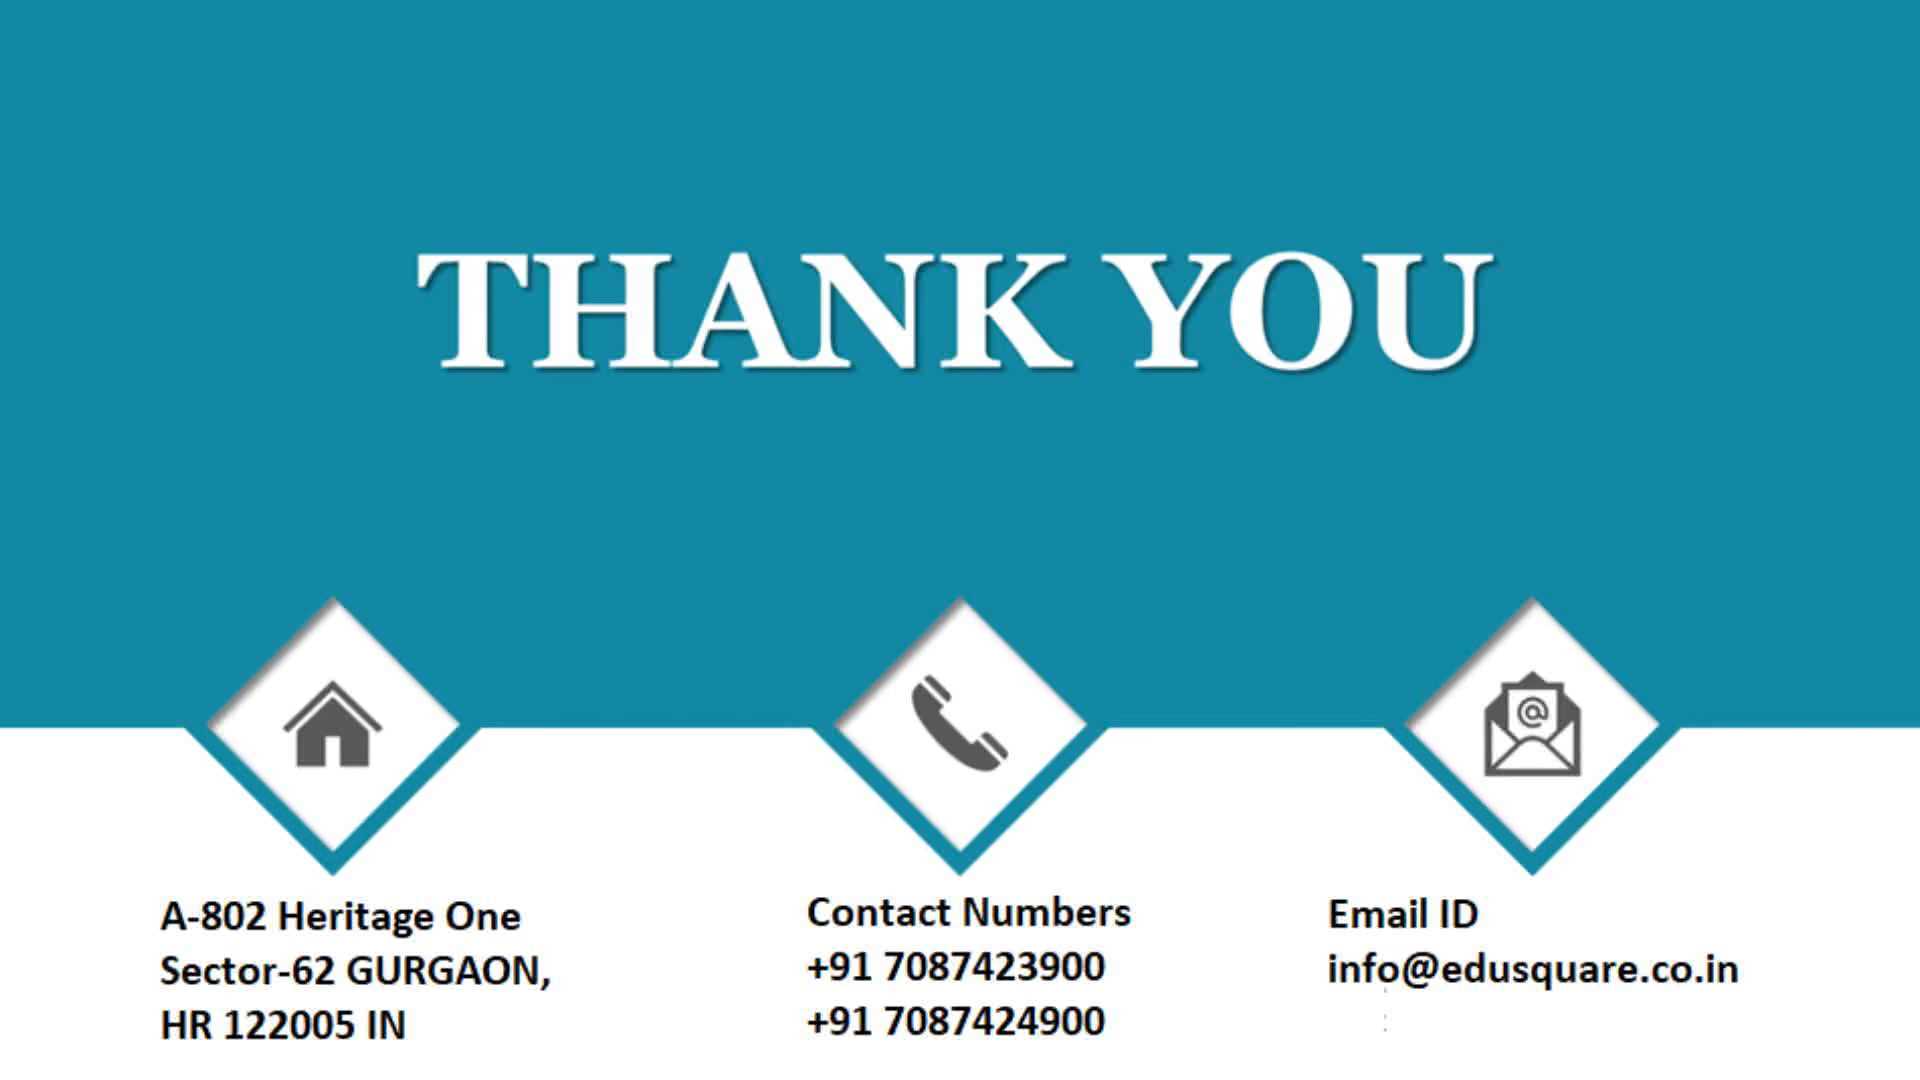 THANK YOU
A-802 Heritage One
Sector-62 GURGAON,
HR 122005 IN
Contact Numbers
+91 7087423900
+91 7087424900
Email ID
info@edusquare.co.in